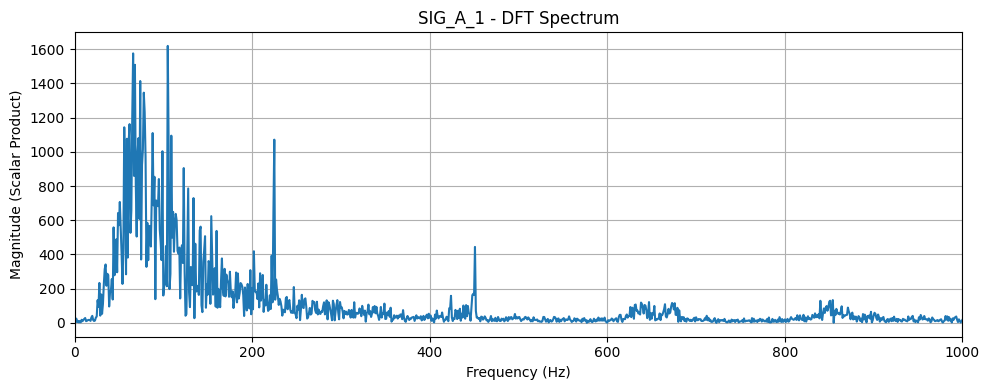 SIG_A_1 - DFT Spectrum
Magnitude (Scalar Product)
1600
1400
1200
1000
800
600
400
200
0
0 200 400 600 800 1000
Frequency (Hz)